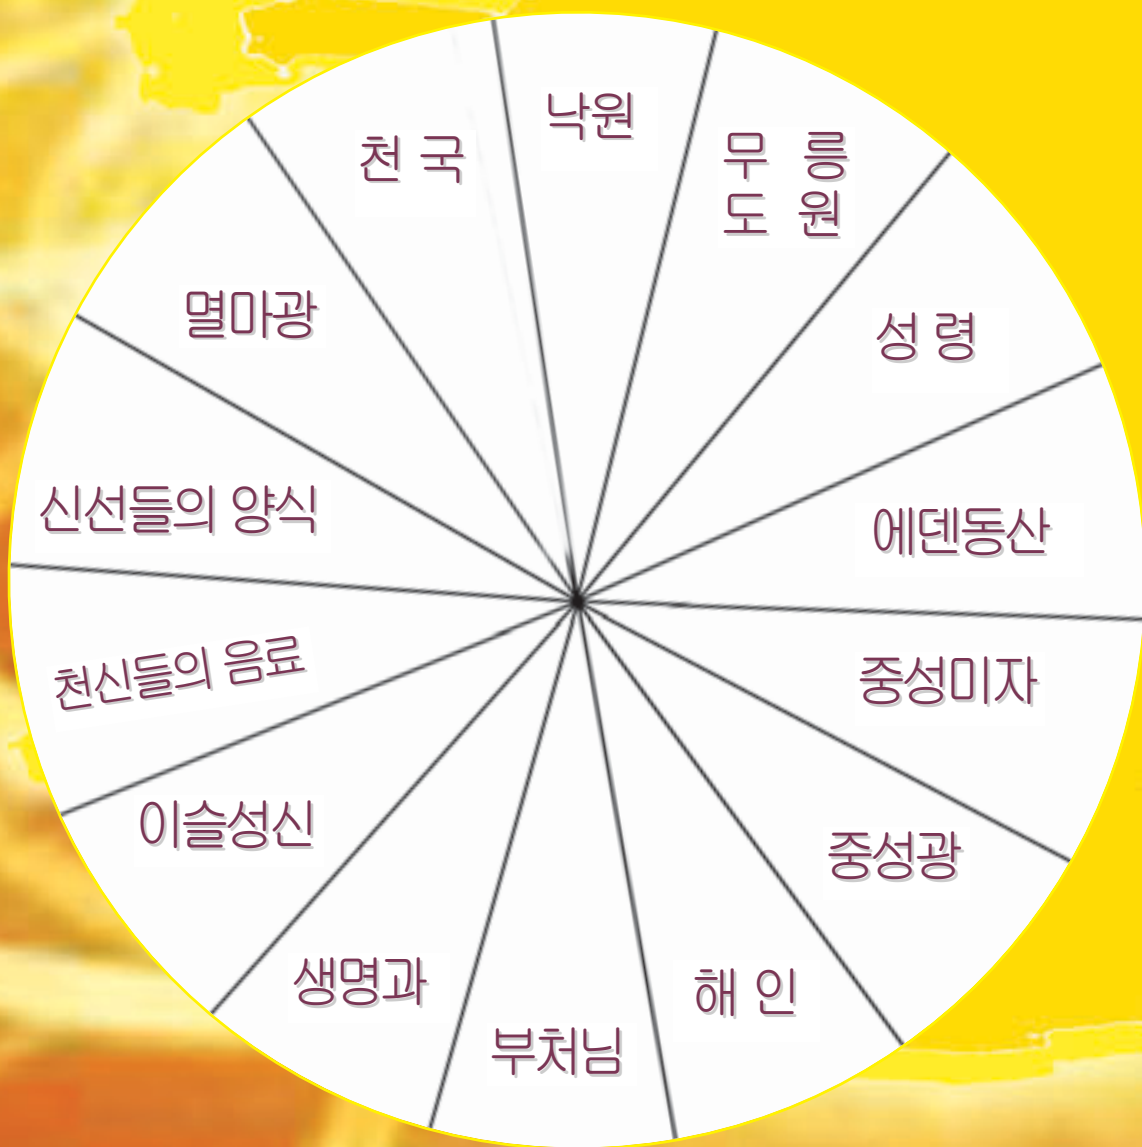 낙원
무 릉
도 원
성 령
에덴동산
중성미자
중성광
해 인
부처님
생명과
이슬성신
천신들의 음료
신선들의 양식
멸마광
천 국